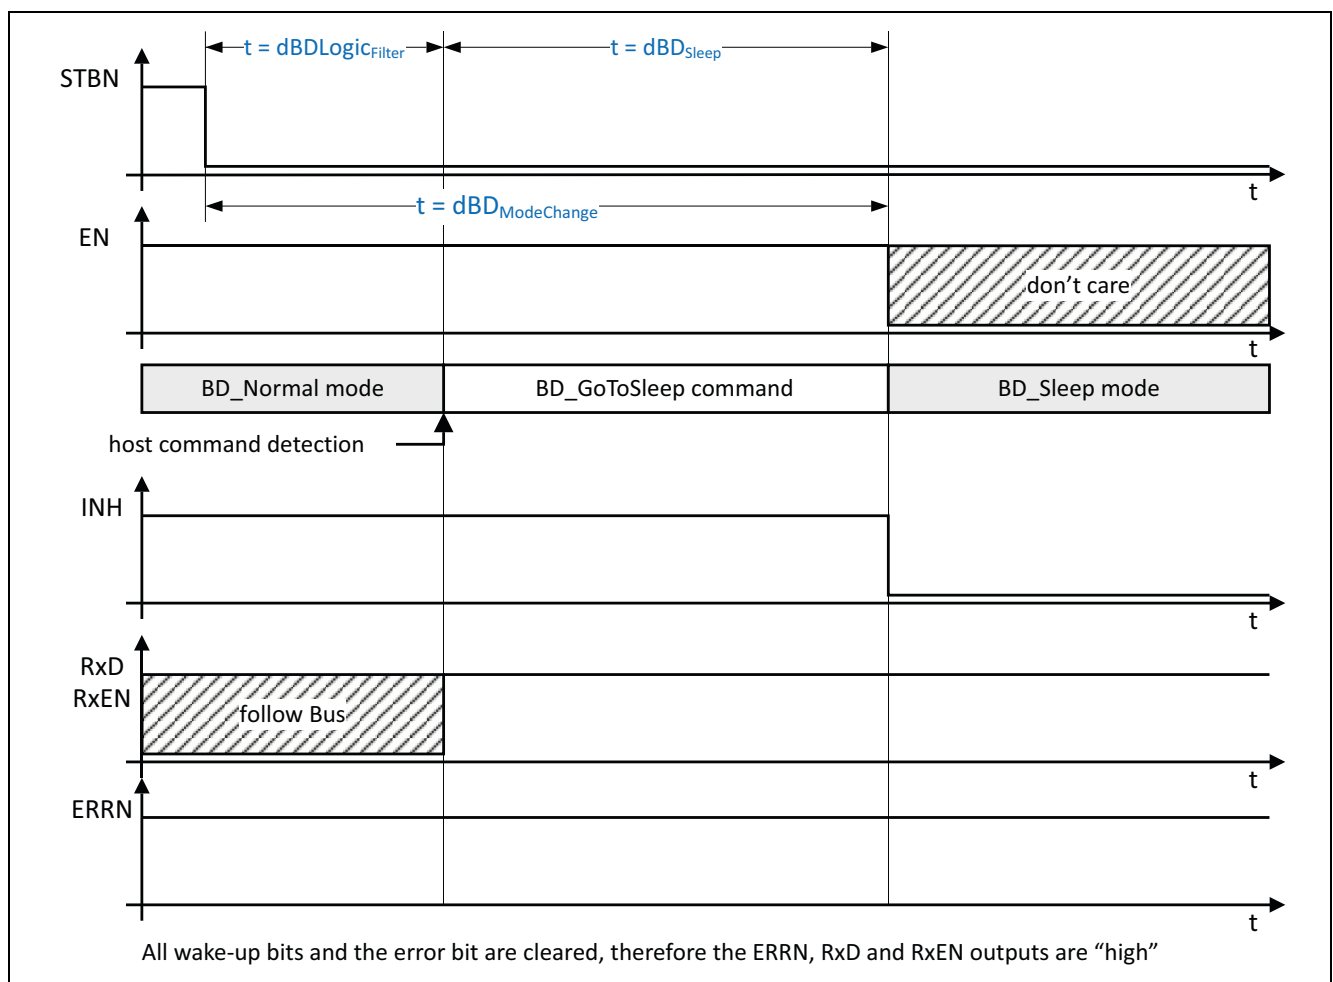 t = dBDLogicFilter
t = dBDSleep
STBN
t
t = dBDModeChange
EN
don’t care
t
BD_Normal mode
BD_GoToSleep command
BD_Sleep mode
host command detection
INH
t
RxD
RxEN
follow Bus
t
ERRN
t
All wake-up bits and the error bit are cleared, therefore the ERRN, RxD and RxEN outputs are “high”